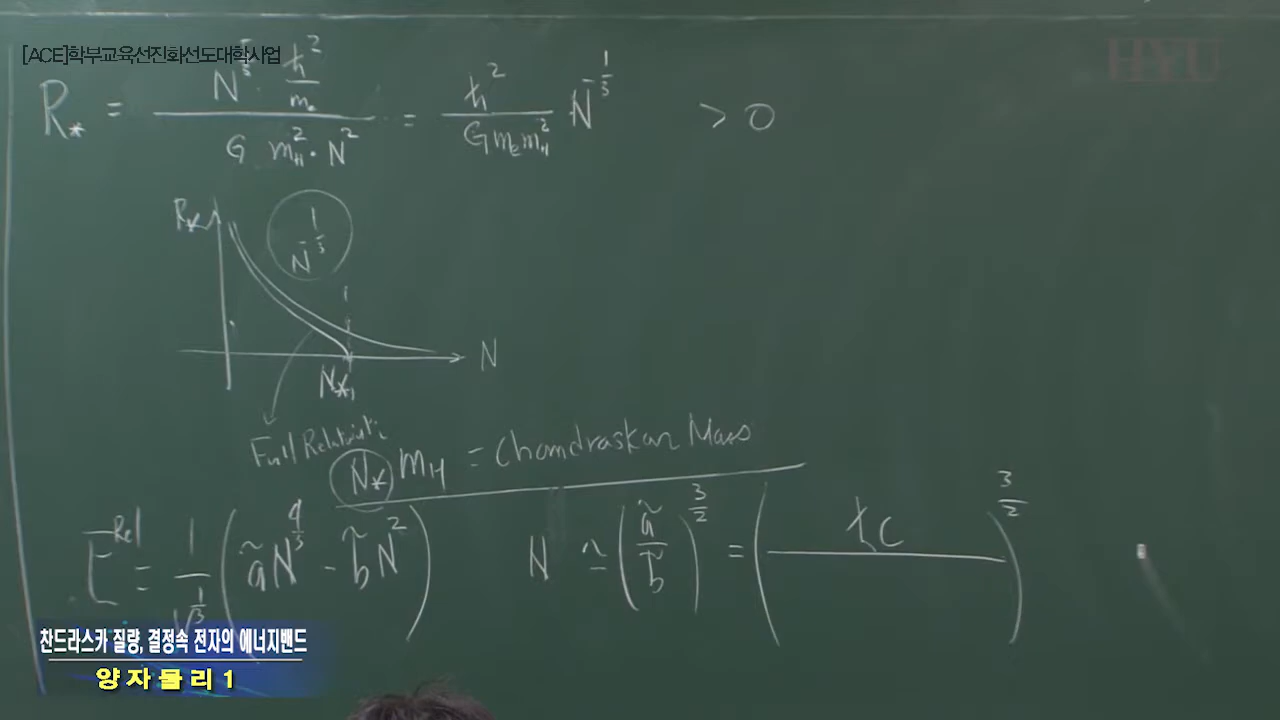 [ACE]학부교육선진화선도대학사업
HYU
R* = N^(5/3) · ħ²/mₑ / G m_H² · N² = ħ² / G mₑ m_H² N^(-1/3) > 0
R*
N^(-1/3)
N
N*
Full Relativistic
N* m_H = Chandraskar Mass
E^Rel = 1/V^(1/3) (ã N^(4/3) - b̃ N²) N ≃ (ã/b̃)^(3/2) = (ħc/ )^(3/2)
찬드라스카 질량, 결정속 전자의 에너지밴드
양자물리 1